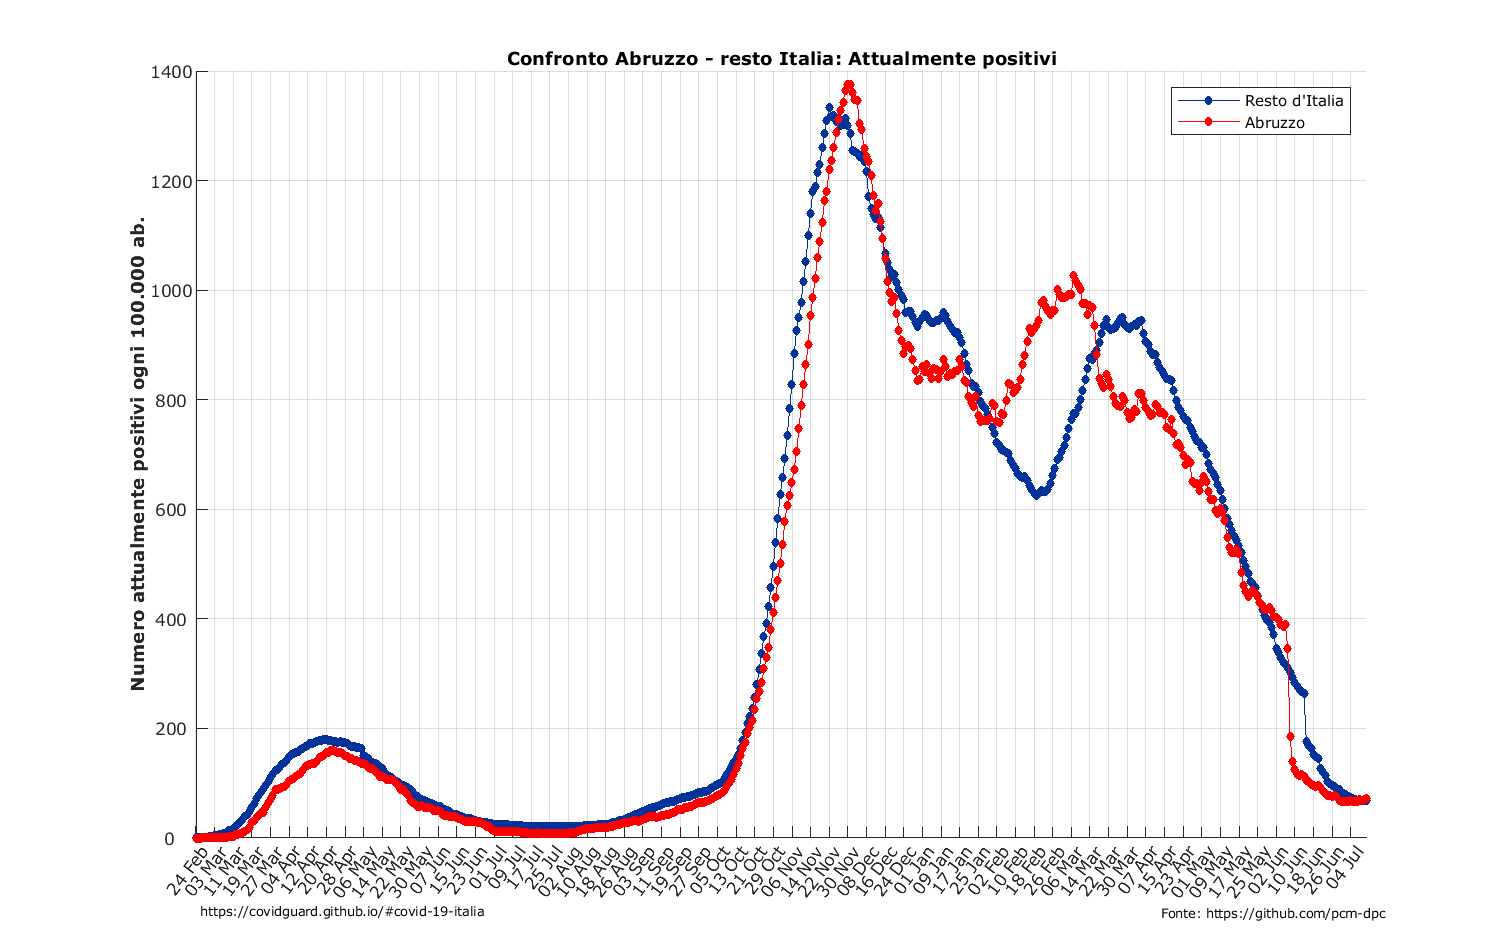 Confronto Abruzzo - resto Italia: Attualmente positivi
Numero attualmente positivi ogni 100.000 ab.
1400
1200
1000
800
600
400
200
0
Resto d'Italia
Abruzzo
24 Feb
03 Mar
11 Mar
19 Mar
27 Mar
04 Apr
12 Apr
20 Apr
28 Apr
06 May
14 May
22 May
30 May
07 Jun
15 Jun
23 Jun
01 Jul
09 Jul
17 Jul
25 Jul
02 Aug
10 Aug
18 Aug
26 Aug
03 Sep
11 Sep
19 Sep
27 Sep
05 Oct
13 Oct
21 Oct
29 Oct
06 Nov
14 Nov
22 Nov
30 Nov
08 Dec
16 Dec
24 Dec
01 Jan
09 Jan
17 Jan
25 Jan
02 Feb
10 Feb
18 Feb
26 Feb
06 Mar
14 Mar
22 Mar
30 Mar
07 Apr
15 Apr
23 Apr
01 May
09 May
17 May
25 May
02 Jun
10 Jun
18 Jun
26 Jun
04 Jul
https://covidguard.github.io/#covid-19-italia
Fonte: https://github.com/pcm-dpc